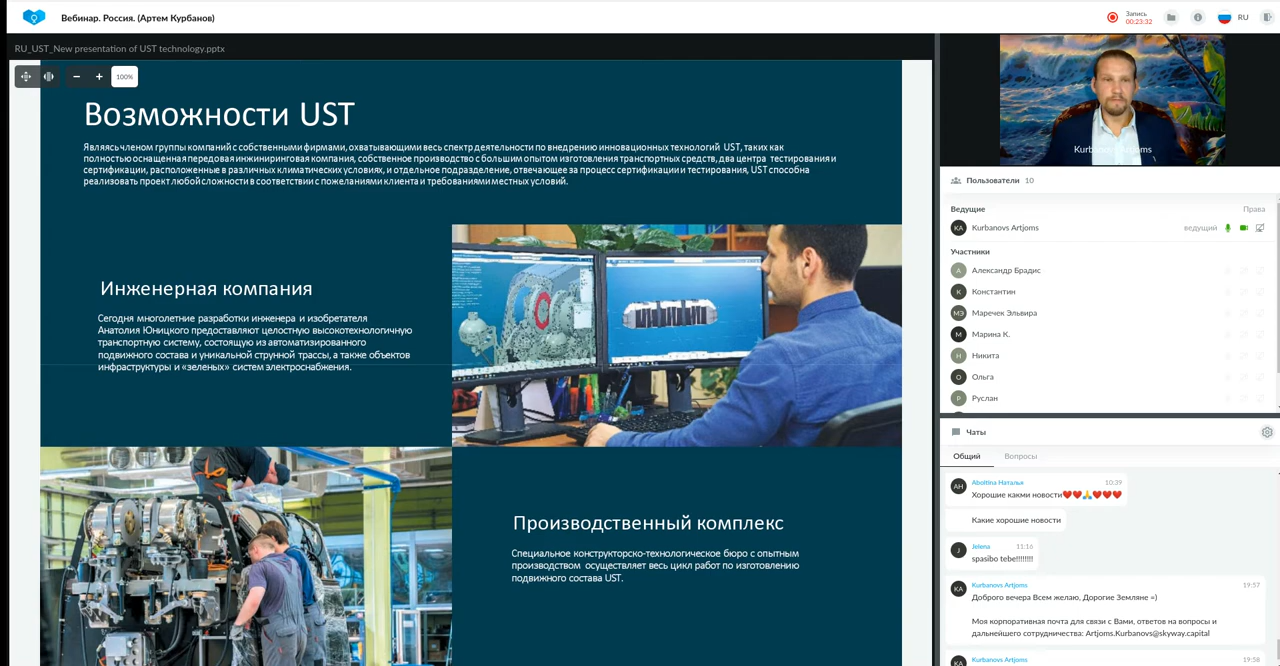 Вебинар. Россия. (Артем Курбанов)
Запись
00:23:32
RU
RU_UST_New presentation of UST technology.pptx
100%
Возможности UST
Являясь членом группы компаний с собственными фирмами, охватывающими весь спектр деятельности по внедрению инновационных технологий UST, таких как
полностью оснащенная передовая инжиниринговая компания, собственное производство с большим опытом изготовления транспортных средств, два центра тестирования и
сертификации, расположенные в различных климатических условиях, и отдельное подразделение, отвечающее за процесс сертификации и тестирования, UST способна
реализовать проект любой сложности в соответствии с пожеланиями клиента и требованиями местных условий.
Инженерная компания
Сегодня многолетние разработки инженера и изобретателя
Анатолия Юницкого предоставляют целостную высокотехнологичную
транспортную систему, состоящую из автоматизированного
подвижного состава и уникальной струнной трассы, а также объектов
инфраструктуры и «зеленых» систем электроснабжения.
Производственный комплекс
Специальное конструкторско-технологическое бюро с опытным
производством осуществляет весь цикл работ по изготовлению
подвижного состава UST.
Kurbanovs Artjoms
Пользователи 10
Ведущие
Права
KA Kurbanovs Artjoms
ведущий
Участники
А Александр Брадис
К Константин
МЭ Маречек Эльвира
М Марина К.
Н Никита
О Ольга
Р Руслан
Чаты
Общий
Вопросы
АН Aboltina Наталья 10:39
Хорошие какми новости❤️❤️🙏❤️❤️❤️
Какие хорошие новости
J Jelena 11:16
spasibo tebe!!!!!!!!
KA Kurbanovs Artjoms 19:57
Доброго вечера Всем желаю, Дорогие Земляне =)
Моя корпоративная почта для связи с Вами, ответов на вопросы и
дальнейшего сотрудничества: Artjoms.Kurbanovs@skyway.capital
KA Kurbanovs Artjoms 19:58